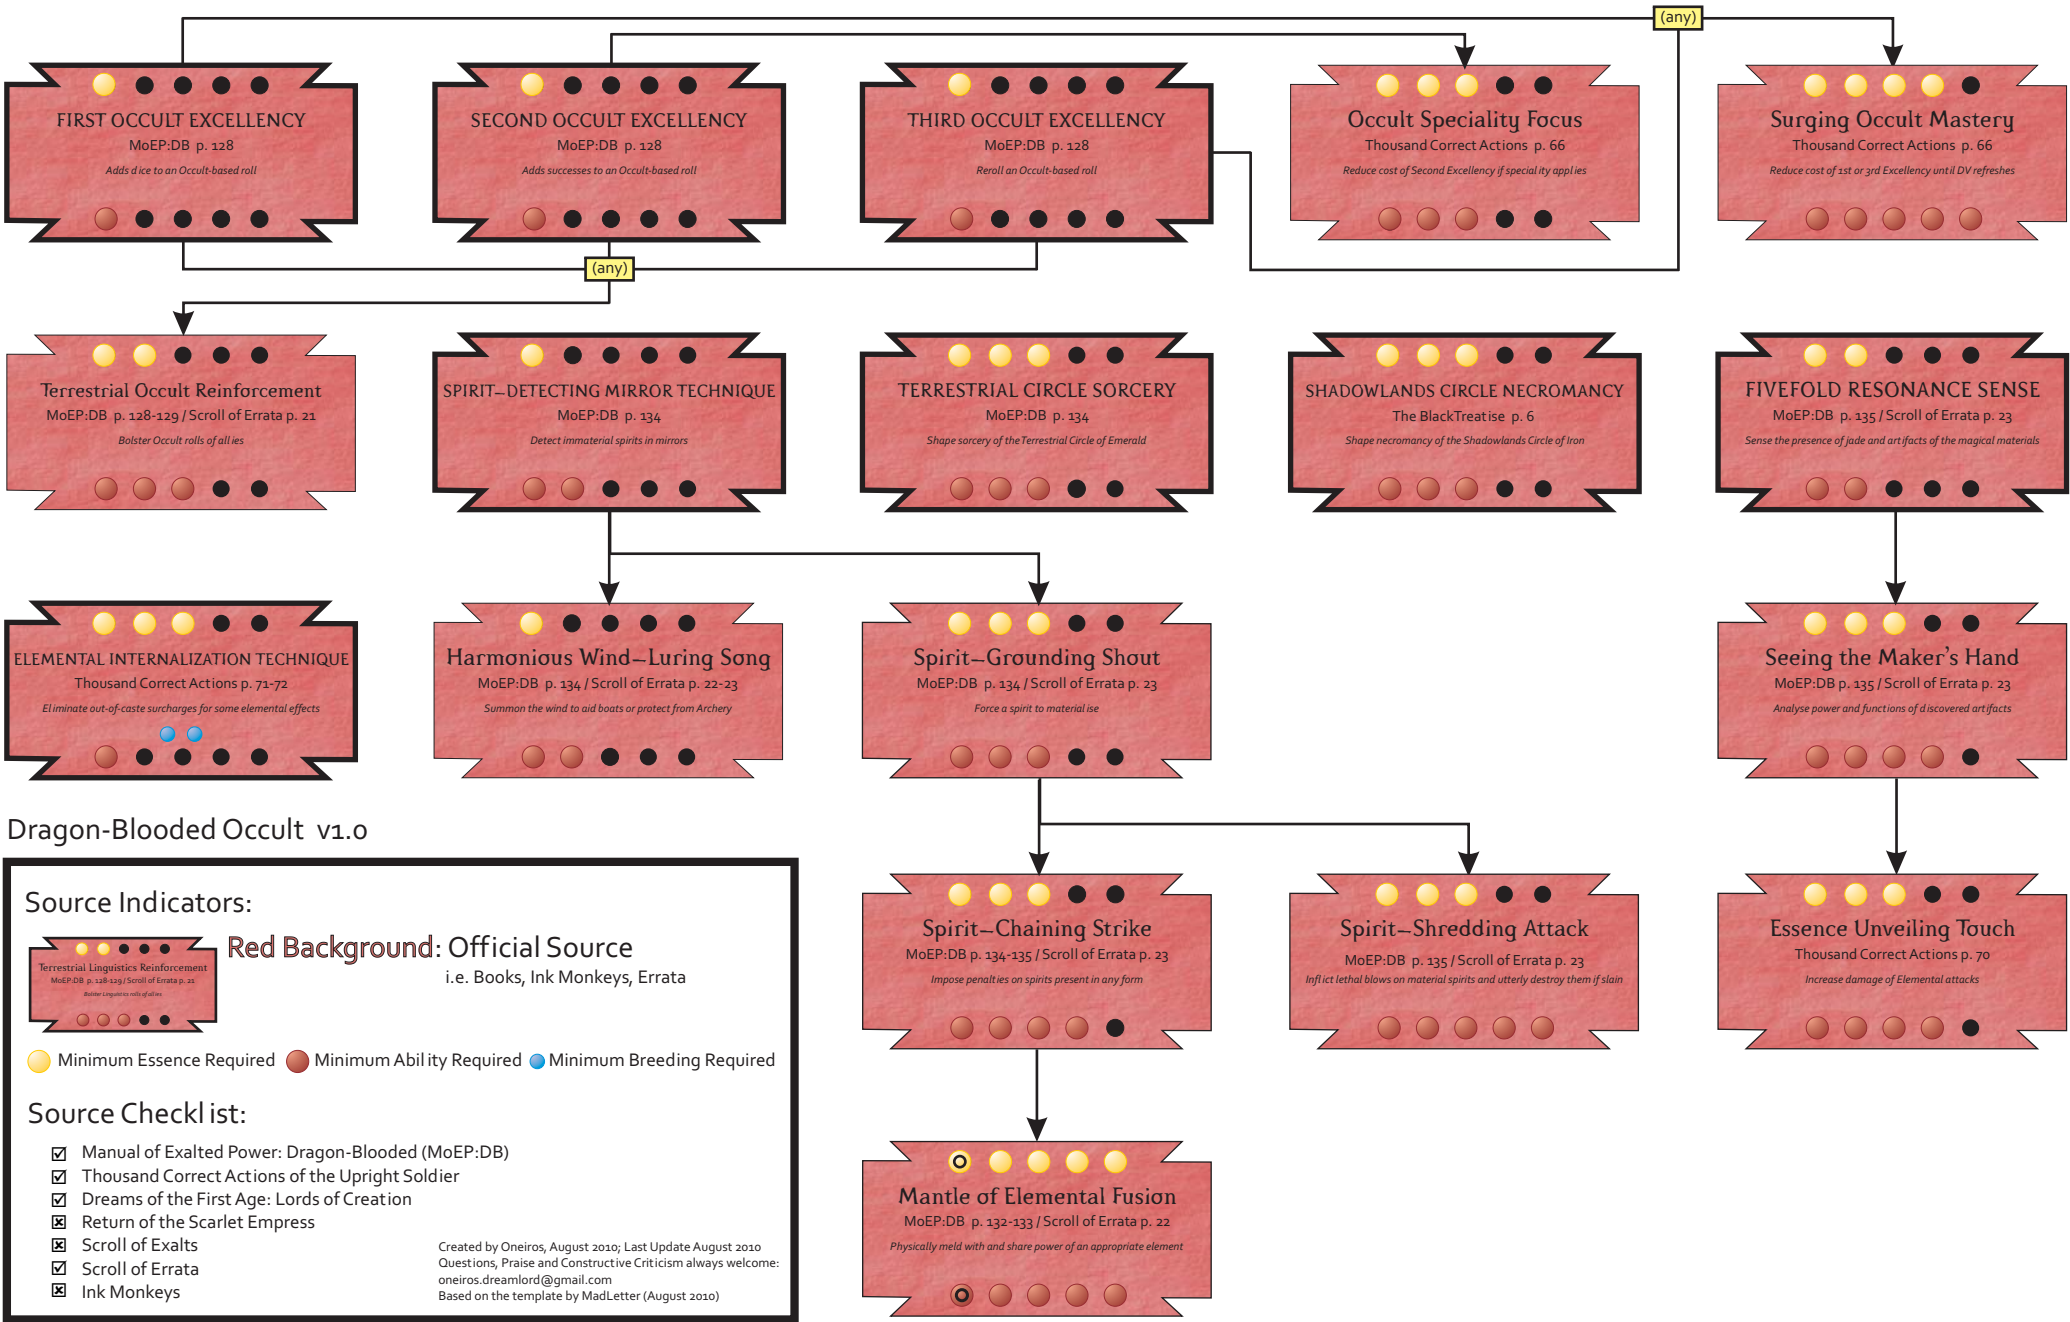 (any)
FIRST OCCULT EXCELLENCY
MoEP:DB p. 128
Adds dice to an Occult-based roll
SECOND OCCULT EXCELLENCY
MoEP:DB p. 128
Adds successes to an Occult-based roll
THIRD OCCULT EXCELLENCY
MoEP:DB p. 128
Reroll an Occult-based roll
Occult Speciality Focus
Thousand Correct Actions p. 66
Reduce cost of Second Excellency if speciality applies
Surging Occult Mastery
Thousand Correct Actions p. 66
Reduce cost of 1st or 3rd Excellency until DV refreshes
(any)
Terrestrial Occult Reinforcement
MoEP:DB p. 128-129 / Scroll of Errata p. 21
Bolster Occult rolls of allies
SPIRIT–DETECTING MIRROR TECHNIQUE
MoEP:DB p. 134
Detect immaterial spirits in mirrors
TERRESTRIAL CIRCLE SORCERY
MoEP:DB p. 134
Shape sorcery of the Terrestrial Circle of Emerald
SHADOWLANDS CIRCLE NECROMANCY
The BlackTreatise p. 6
Shape necromancy of the Shadowlands Circle of Iron
FIVEFOLD RESONANCE SENSE
MoEP:DB p. 135 / Scroll of Errata p. 23
Sense the presence of jade and artifacts of the magical materials
ELEMENTAL INTERNALIZATION TECHNIQUE
Thousand Correct Actions p. 71-72
Eliminate out-of-caste surcharges for some elemental effects
Harmonious Wind–Luring Song
MoEP:DB p. 134 / Scroll of Errata p. 22-23
Summon the wind to aid boats or protect from Archery
Spirit–Grounding Shout
MoEP:DB p. 134 / Scroll of Errata p. 23
Force a spirit to materialise
Seeing the Maker's Hand
MoEP:DB p. 135 / Scroll of Errata p. 23
Analyse power and functions of discovered artifacts
Dragon-Blooded Occult v1.0
Spirit–Chaining Strike
MoEP:DB p. 134-135 / Scroll of Errata p. 23
Impose penalties on spirits present in any form
Spirit–Shredding Attack
MoEP:DB p. 135 / Scroll of Errata p. 23
Inflict lethal blows on material spirits and utterly destroy them if slain
Essence Unveiling Touch
Thousand Correct Actions p. 70
Increase damage of Elemental attacks
Mantle of Elemental Fusion
MoEP:DB p. 132-133 / Scroll of Errata p. 22
Physically meld with and share power of an appropriate element
Source Indicators:
Terrestrial Linguistics Reinforcement
MoEP:DB p. 128-129 / Scroll of Errata p. 21
Bolster Linguistics rolls of allies
Red Background: Official Source
i.e. Books, Ink Monkeys, Errata
Minimum Essence Required Minimum Ability Required Minimum Breeding Required
Source Checklist:
Manual of Exalted Power: Dragon-Blooded (MoEP:DB)
Thousand Correct Actions of the Upright Soldier
Dreams of the First Age: Lords of Creation
Return of the Scarlet Empress
Scroll of Exalts
Scroll of Errata
Ink Monkeys
Created by Oneiros, August 2010; Last Update August 2010
Questions, Praise and Constructive Criticism always welcome:
oneiros.dreamlord@gmail.com
Based on the template by MadLetter (August 2010)